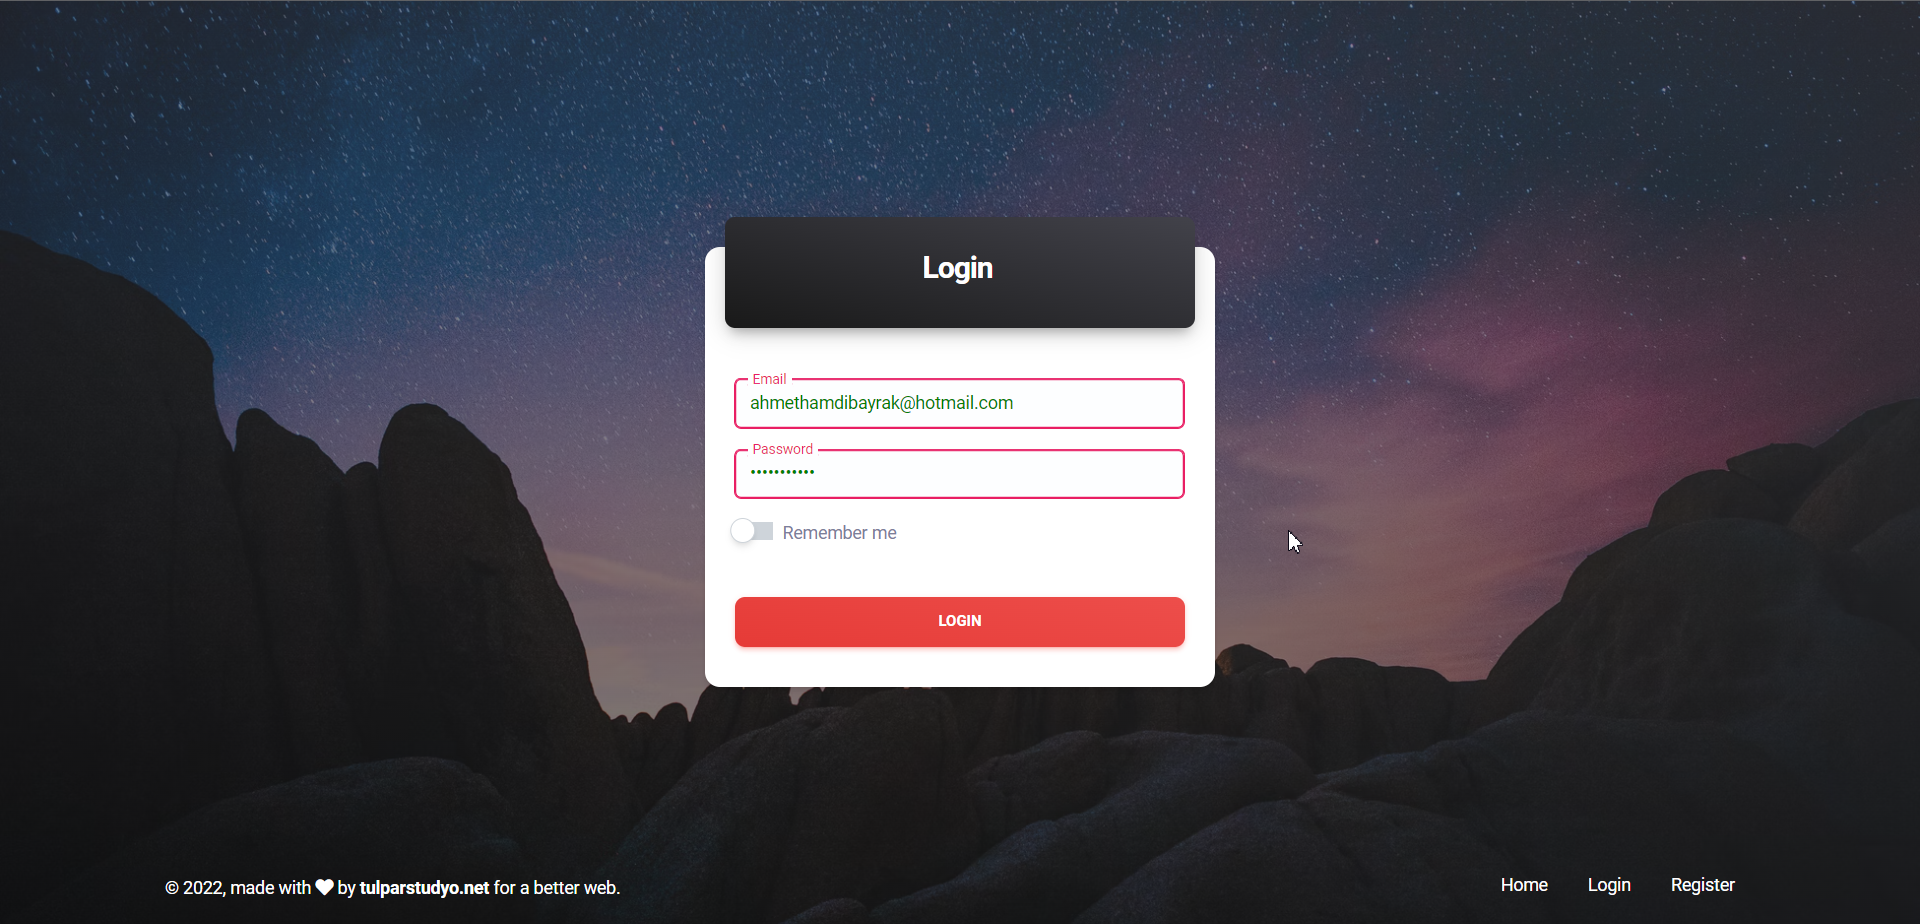 Login
Email
ahmethamdibayrak@hotmail.com
Password
•••••••••••
Remember me
LOGIN
© 2022, made with ♥ by tulparstudyo.net for a better web.
Home Login Register